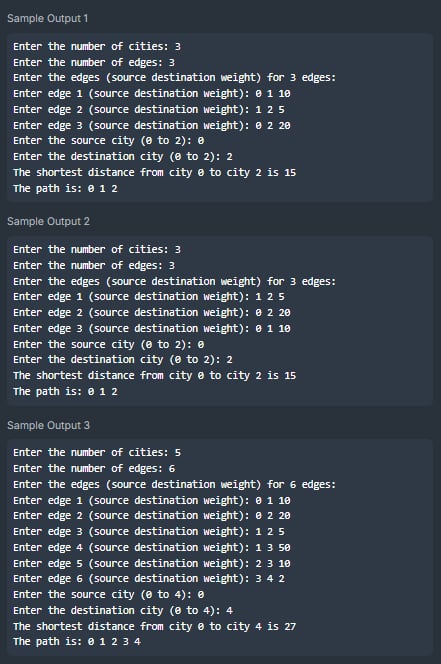 Sample Output 1
Enter the number of cities: 3
Enter the number of edges: 3
Enter the edges (source destination weight) for 3 edges:
Enter edge 1 (source destination weight): 0 1 10
Enter edge 2 (source destination weight): 1 2 5
Enter edge 3 (source destination weight): 0 2 20
Enter the source city (0 to 2): 0
Enter the destination city (0 to 2): 2
The shortest distance from city 0 to city 2 is 15
The path is: 0 1 2
Sample Output 2
Enter the number of cities: 3
Enter the number of edges: 3
Enter the edges (source destination weight) for 3 edges:
Enter edge 1 (source destination weight): 1 2 5
Enter edge 2 (source destination weight): 0 2 20
Enter edge 3 (source destination weight): 0 1 10
Enter the source city (0 to 2): 0
Enter the destination city (0 to 2): 2
The shortest distance from city 0 to city 2 is 15
The path is: 0 1 2
Sample Output 3
Enter the number of cities: 5
Enter the number of edges: 6
Enter the edges (source destination weight) for 6 edges:
Enter edge 1 (source destination weight): 0 1 10
Enter edge 2 (source destination weight): 0 2 20
Enter edge 3 (source destination weight): 1 2 5
Enter edge 4 (source destination weight): 1 3 50
Enter edge 5 (source destination weight): 2 3 10
Enter edge 6 (source destination weight): 3 4 2
Enter the source city (0 to 4): 0
Enter the destination city (0 to 4): 4
The shortest distance from city 0 to city 4 is 27
The path is: 0 1 2 3 4